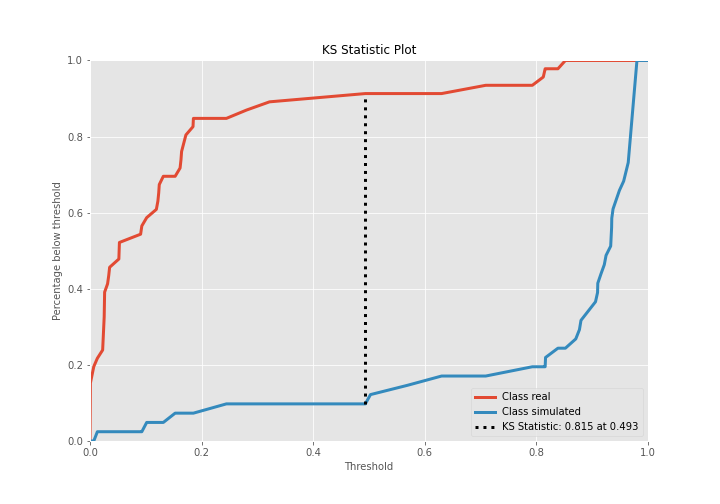 KS Statistic Plot
1.0
0.8
0.6
0.4
0.2
0.0
Percentage below threshold
0.0 0.2 0.4 0.6 0.8 1.0
Threshold
Class real
Class simulated
KS Statistic: 0.815 at 0.493